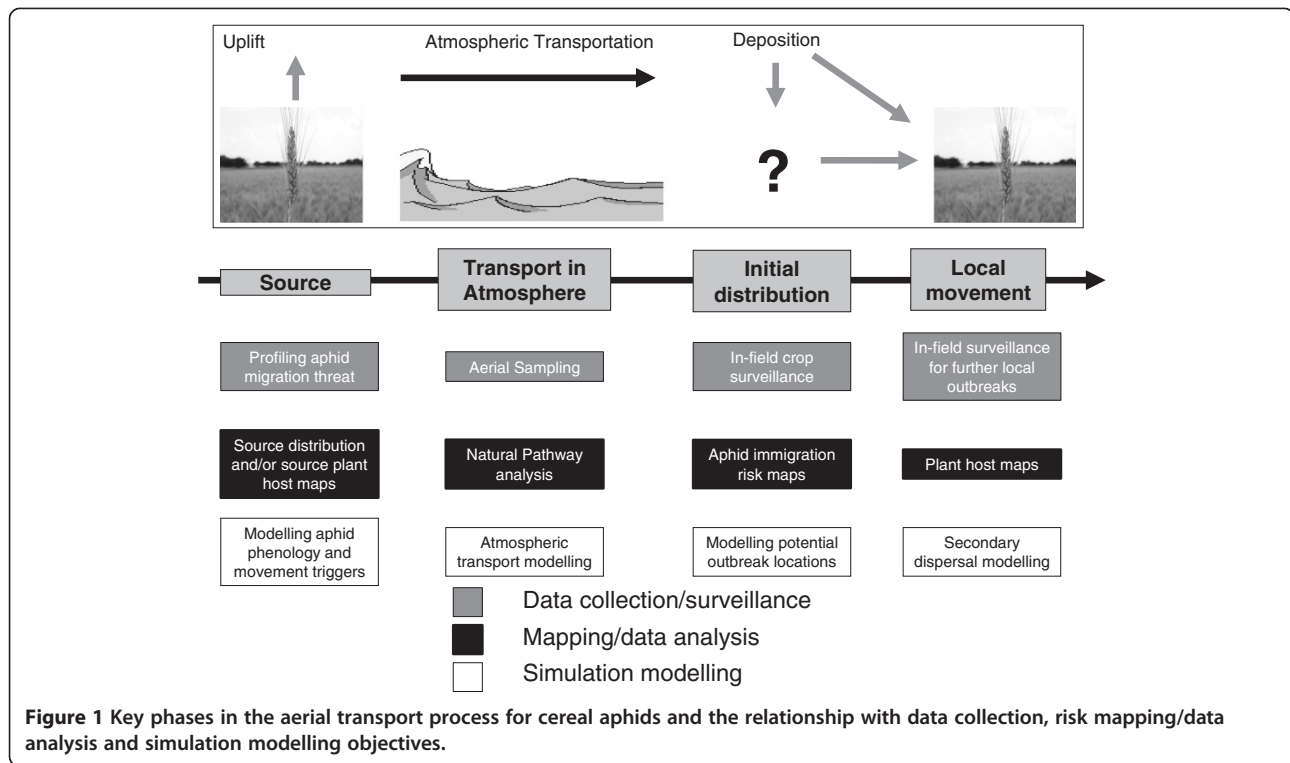 Uplift
Atmospheric Transportation
Deposition
?
Source
Transport in
Atmosphere
Initial
distribution
Local
movement
Profiling aphid
migration threat
Aerial Sampling
In-field crop
surveillance
In-field surveillance
for further local
outbreaks
Source distribution
and/or source plant
host maps
Natural Pathway
analysis
Aphid immigration
risk maps
Plant host maps
Modelling aphid
phenology and
movement triggers
Atmospheric
transport modelling
Modelling potential
outbreak locations
Secondary
dispersal modelling
Data collection/surveillance
Mapping/data analysis
Simulation modelling
Figure 1 Key phases in the aerial transport process for cereal aphids and the relationship with data collection, risk mapping/data
analysis and simulation modelling objectives.